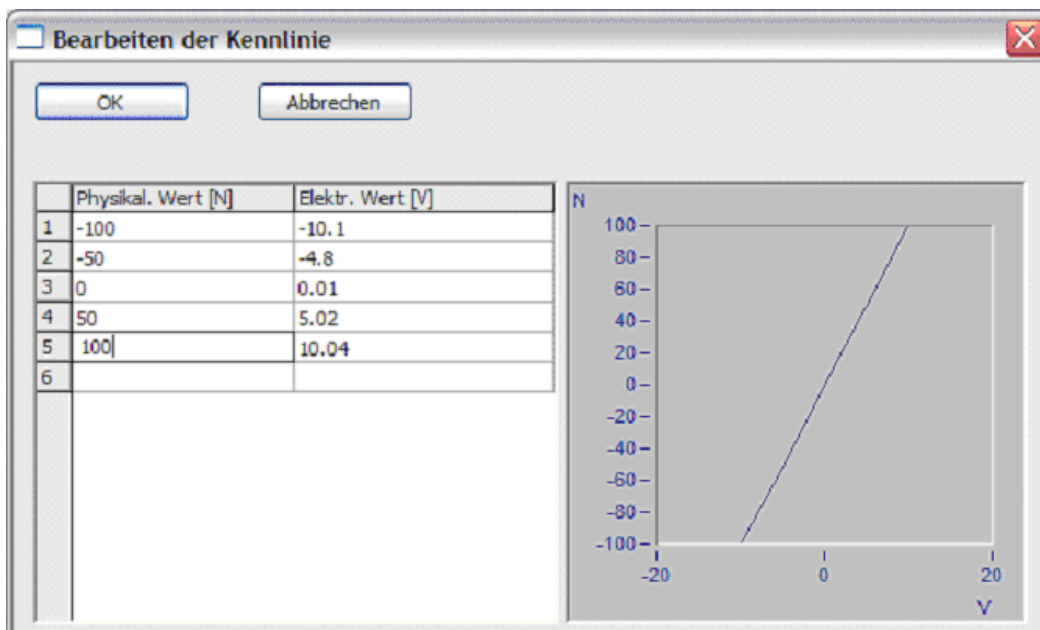 Bearbeiten der Kennlinie
OK Abbrechen
Physikal. Wert [N] Elektr. Wert [V]
1 -100 -10.1
2 -50 -4.8
3 0 0.01
4 50 5.02
5 100 10.04
6
N
100
80
60
40
20
0
-20
-40
-60
-80
-100
-20 0 20
V